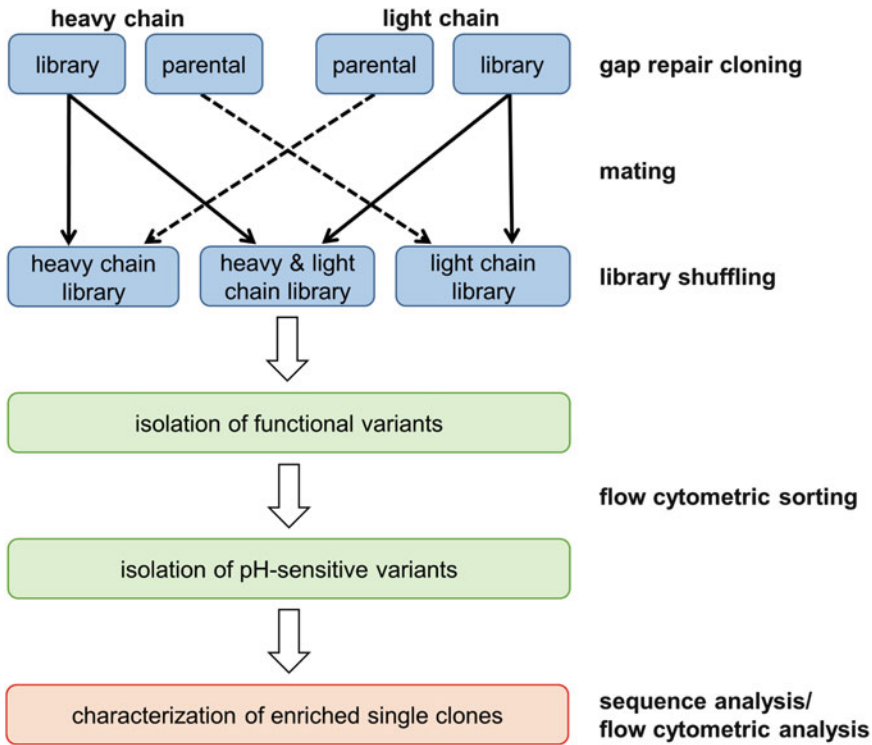 heavy chain
light chain
library
parental
parental
library
gap repair cloning
mating
heavy chain
library
heavy & light
chain library
light chain
library
library shuffling
isolation of functional variants
flow cytometric sorting
isolation of pH-sensitive variants
characterization of enriched single clones
sequence analysis/
flow cytometric analysis